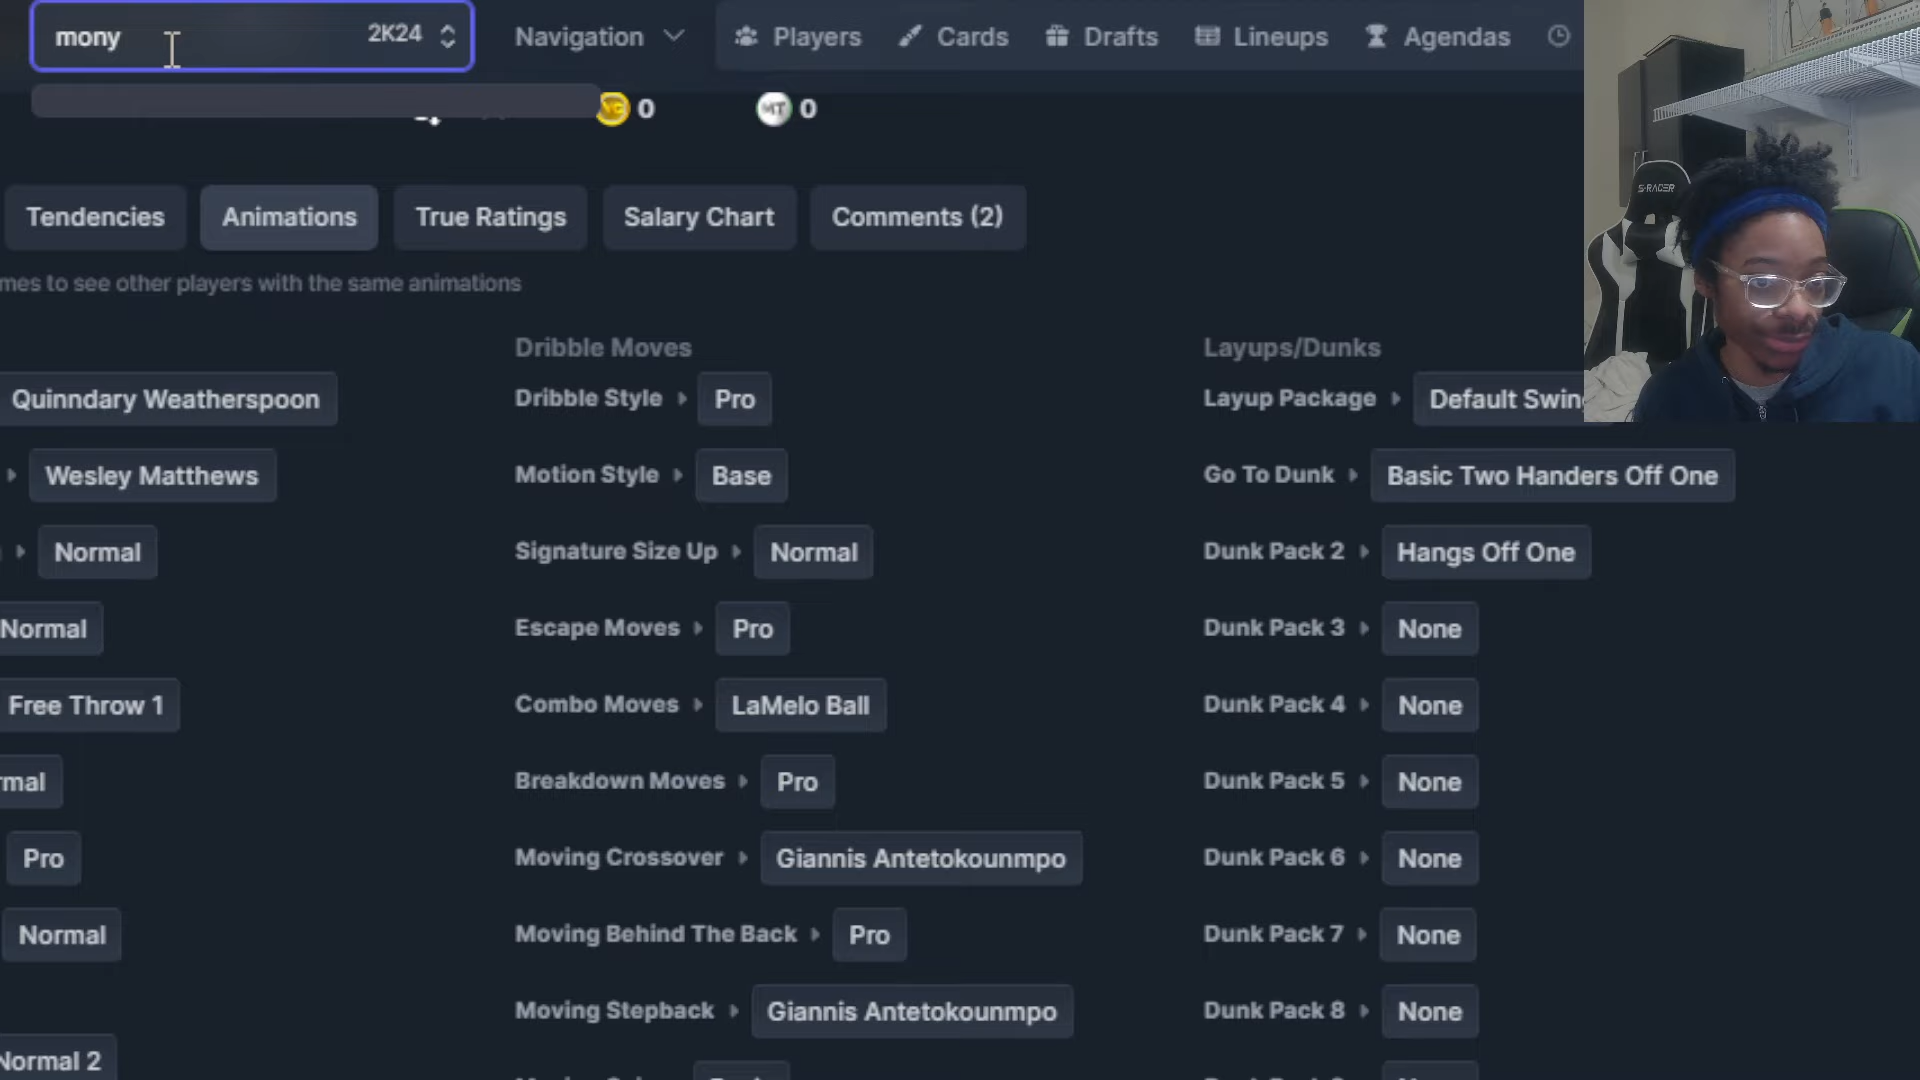 mony 2K24 Navigation Players Cards Drafts Lineups Agendas
0 MT 0
Tendencies Animations True Ratings Salary Chart Comments (2)
mes to see other players with the same animations
Dribble Moves Layups/Dunks
Quinndary Weatherspoon Dribble Style Pro Layup Package Default Swin
Wesley Matthews Motion Style Base Go To Dunk Basic Two Handers Off One
Normal Signature Size Up Normal Dunk Pack 2 Hangs Off One
Normal Escape Moves Pro Dunk Pack 3 None
Free Throw 1 Combo Moves LaMelo Ball Dunk Pack 4 None
rmal Breakdown Moves Pro Dunk Pack 5 None
Pro Moving Crossover Giannis Antetokounmpo Dunk Pack 6 None
Normal Moving Behind The Back Pro Dunk Pack 7 None
Moving Stepback Giannis Antetokounmpo Dunk Pack 8 None
Normal 2
S-RACER